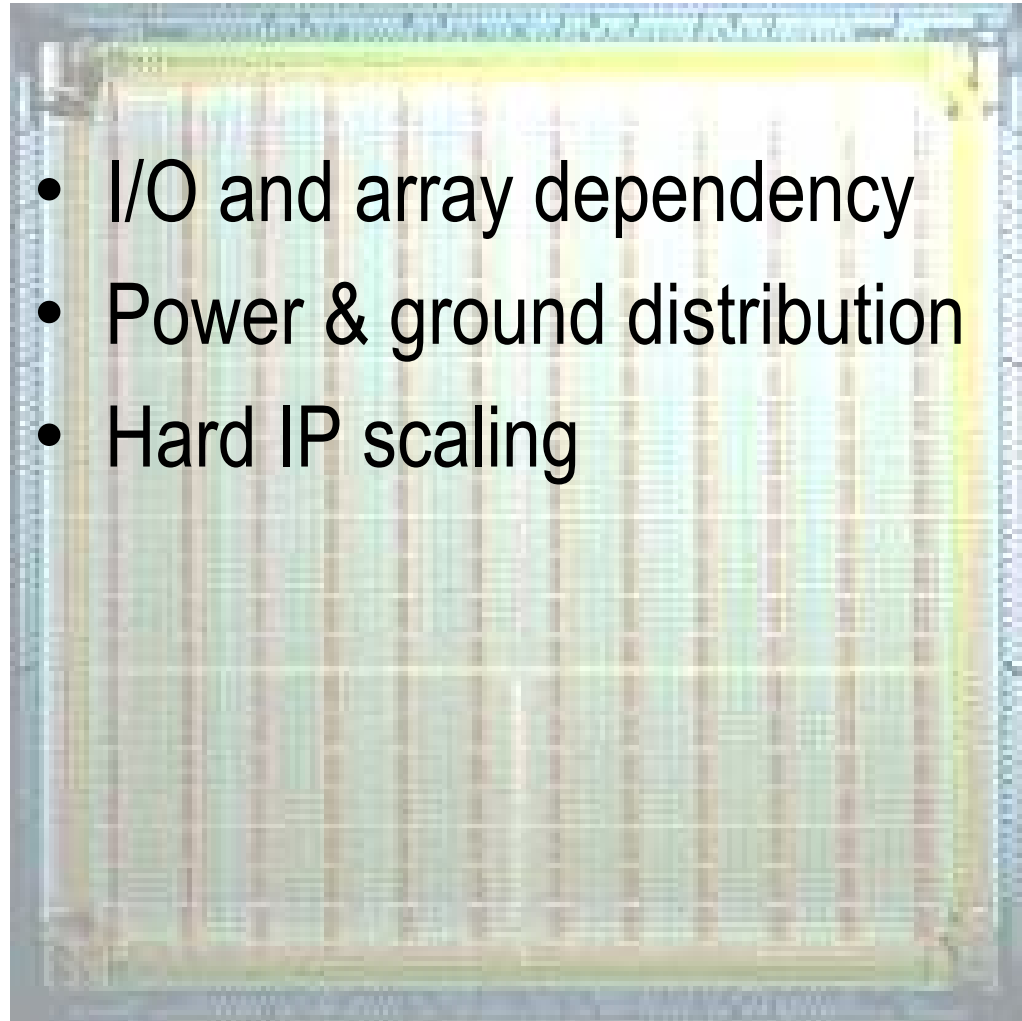 • I/O and array dependency
• Power & ground distribution
• Hard IP scaling